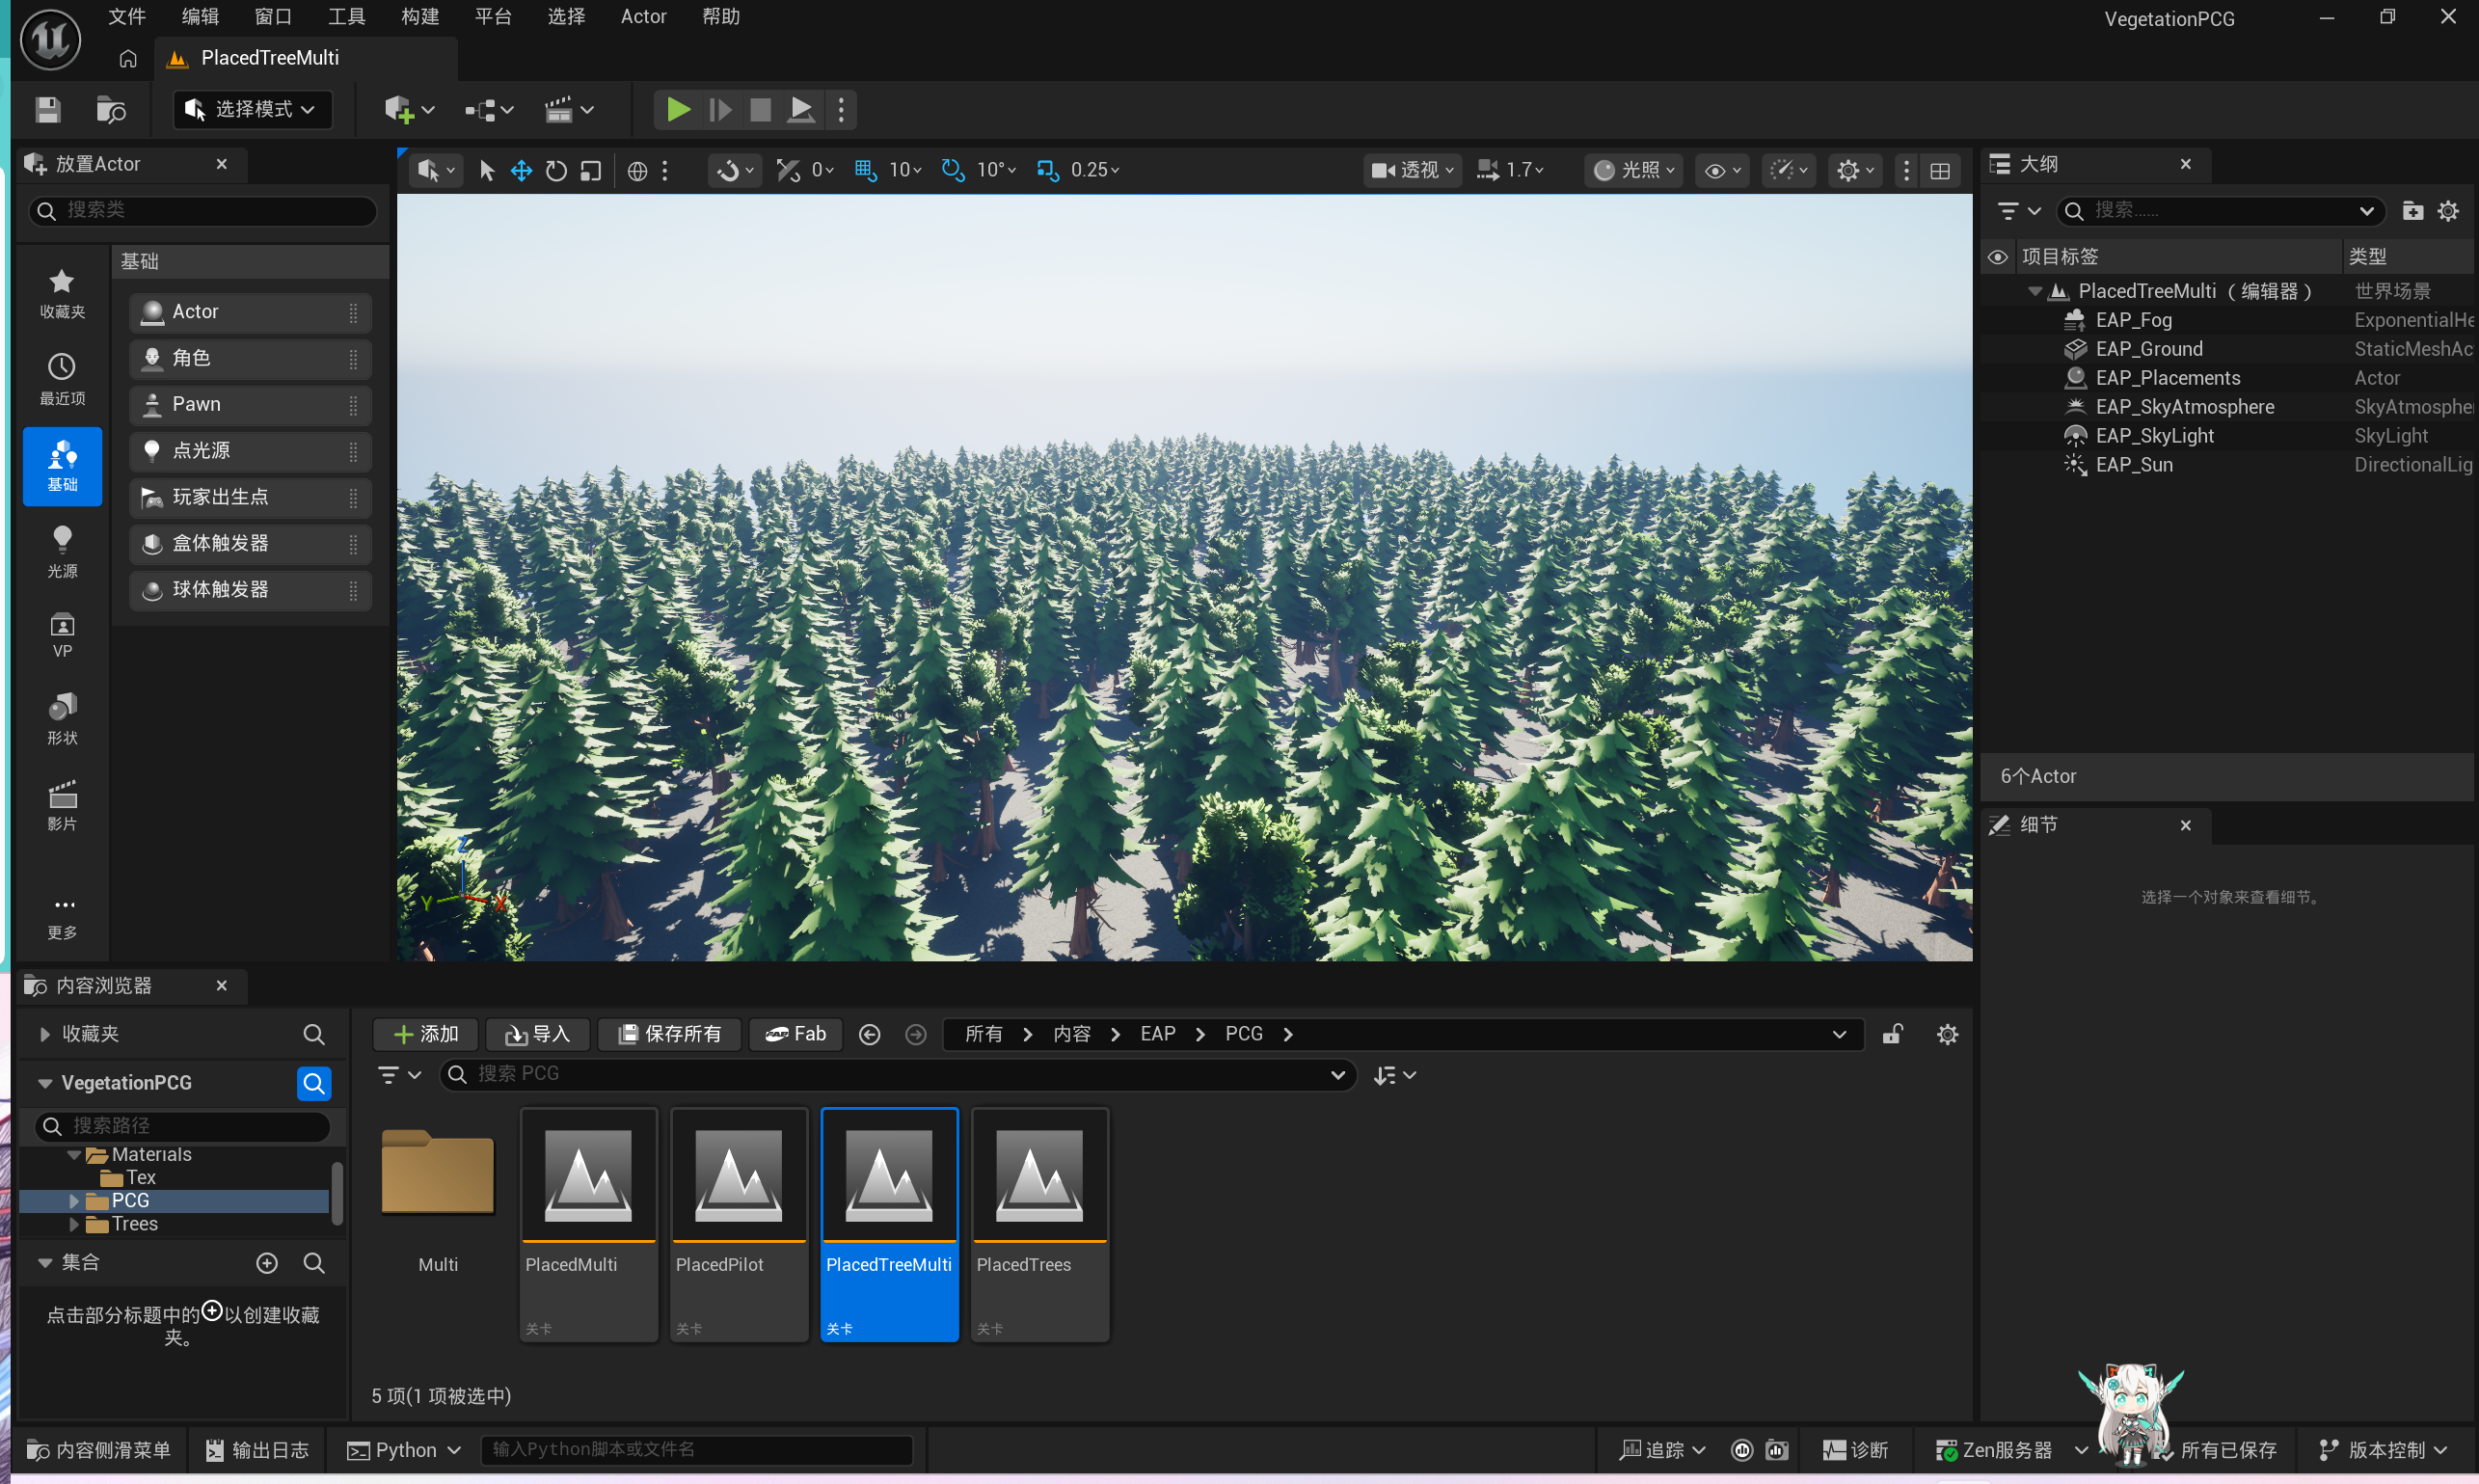 文件 编辑 窗口 工具 构建 平台 选择 Actor 帮助
VegetationPCG
PlacedTreeMulti
选择模式
放置Actor
搜索类
基础
收藏夹
最近项
基础
光源
VP
形状
影片
更多
Actor
角色
Pawn
点光源
玩家出生点
盒体触发器
球体触发器
0 10 10° 0.25
透视 1.7 光照
Z
Y X
大纲
搜索......
项目标签 类型
PlacedTreeMulti（编辑器） 世界场景
EAP_Fog ExponentialHe
EAP_Ground StaticMeshAc
EAP_Placements Actor
EAP_SkyAtmosphere SkyAtmosphe
EAP_SkyLight SkyLight
EAP_Sun DirectionalLig
6个Actor
细节
选择一个对象来查看细节。
内容浏览器
收藏夹
VegetationPCG
搜索路径
Materials
Tex
PCG
Trees
集合
点击部分标题中的以创建收藏
夹。
添加 导入 保存所有 Fab 所有 内容 EAP PCG
搜索 PCG
Multi
PlacedMulti
关卡
PlacedPilot
关卡
PlacedTreeMulti
关卡
PlacedTrees
关卡
5 项(1 项被选中)
内容侧滑菜单 输出日志 Python 输入Python脚本或文件名
追踪 诊断 Zen服务器 所有已保存 版本控制